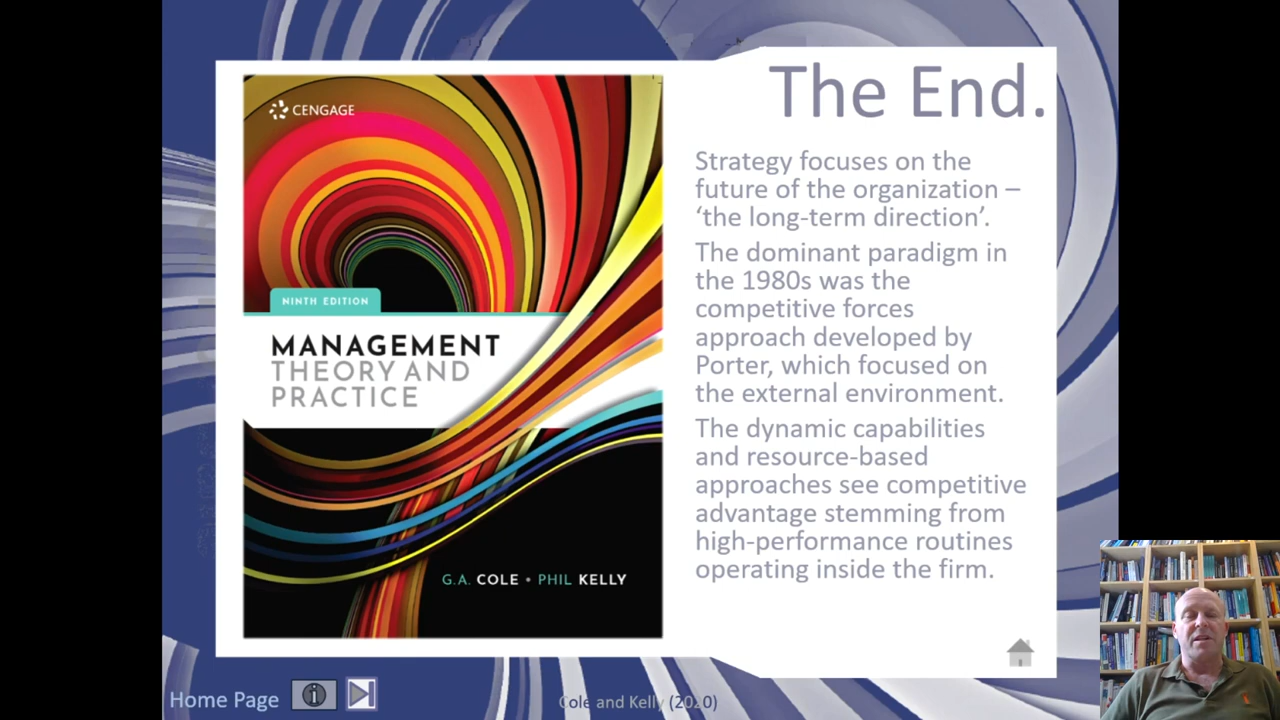 The End.
CENGAGE
NINTH EDITION
MANAGEMENT
THEORY AND
PRACTICE
G.A. COLE • PHIL KELLY
Strategy focuses on the
future of the organization –
‘the long-term direction’.
The dominant paradigm in
the 1980s was the
competitive forces
approach developed by
Porter, which focused on
the external environment.
The dynamic capabilities
and resource-based
approaches see competitive
advantage stemming from
high-performance routines
operating inside the firm.
Home Page
Cole and Kelly (2020)